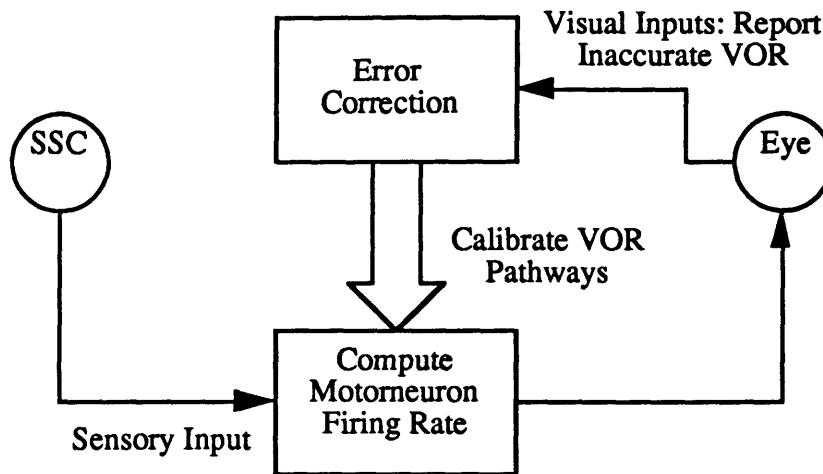 Visual Inputs: Report
Inaccurate VOR
Error
Correction
SSC
Eye
Calibrate VOR
Pathways
Compute
Motorneuron
Firing Rate
Sensory Input